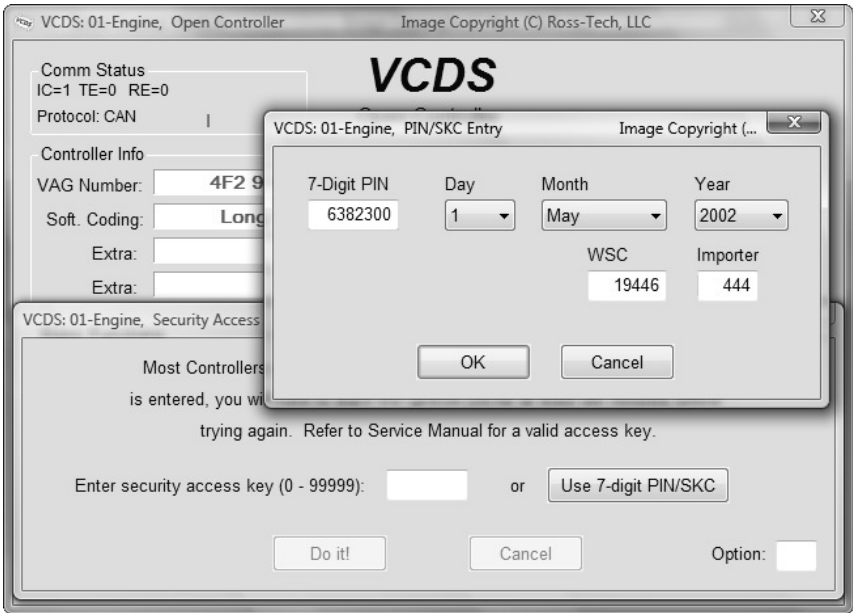 VCDS: 01-Engine, Open Controller Image Copyright (C) Ross-Tech, LLC
Comm Status
IC=1 TE=0 RE=0
Protocol: CAN
VCDS
Controller Info
VAG Number: 4F2 9
Soft. Coding: Long
Extra:
Extra:
VCDS: 01-Engine, PIN/SKC Entry Image Copyright (...
7-Digit PIN Day Month Year
6382300 1 May 2002
WSC Importer
19446 444
OK Cancel
VCDS: 01-Engine, Security Access
Most Controllers
is entered, you wi
trying again. Refer to Service Manual for a valid access key.
Enter security access key (0 - 99999): or Use 7-digit PIN/SKC
Do it! Cancel Option: